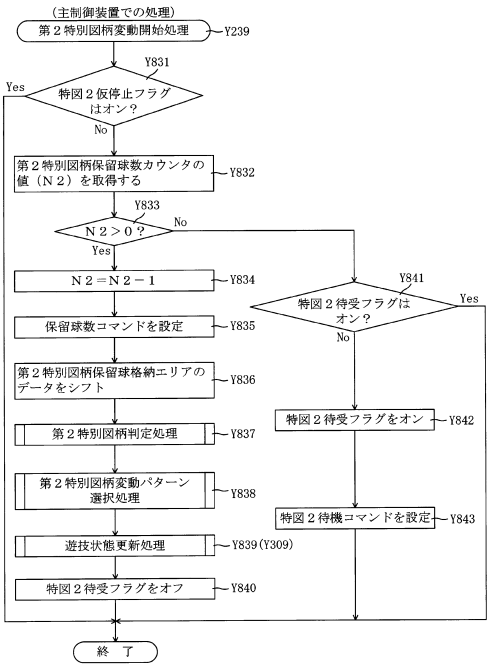 (主制御装置での処理)
第2特別図柄変動開始処理
Y239
Y831
Yes
特図2仮停止フラグ
はオン?
No
第2特別図柄保留球数カウンタの
値(N2)を取得する
Y832
Y833
N2>0?
No
Yes
N2=N2-1
Y834
Y841
特図2待受フラグは
オン?
Yes
No
保留球数コマンドを設定
Y835
第2特別図柄保留球格納エリアの
データをシフト
Y836
特図2待受フラグをオン
Y842
第2特別図柄判定処理
Y837
第2特別図柄変動パターン
選択処理
Y838
特図2待機コマンドを設定
Y843
遊技状態更新処理
Y839(Y309)
特図2待受フラグをオフ
Y840
終 了